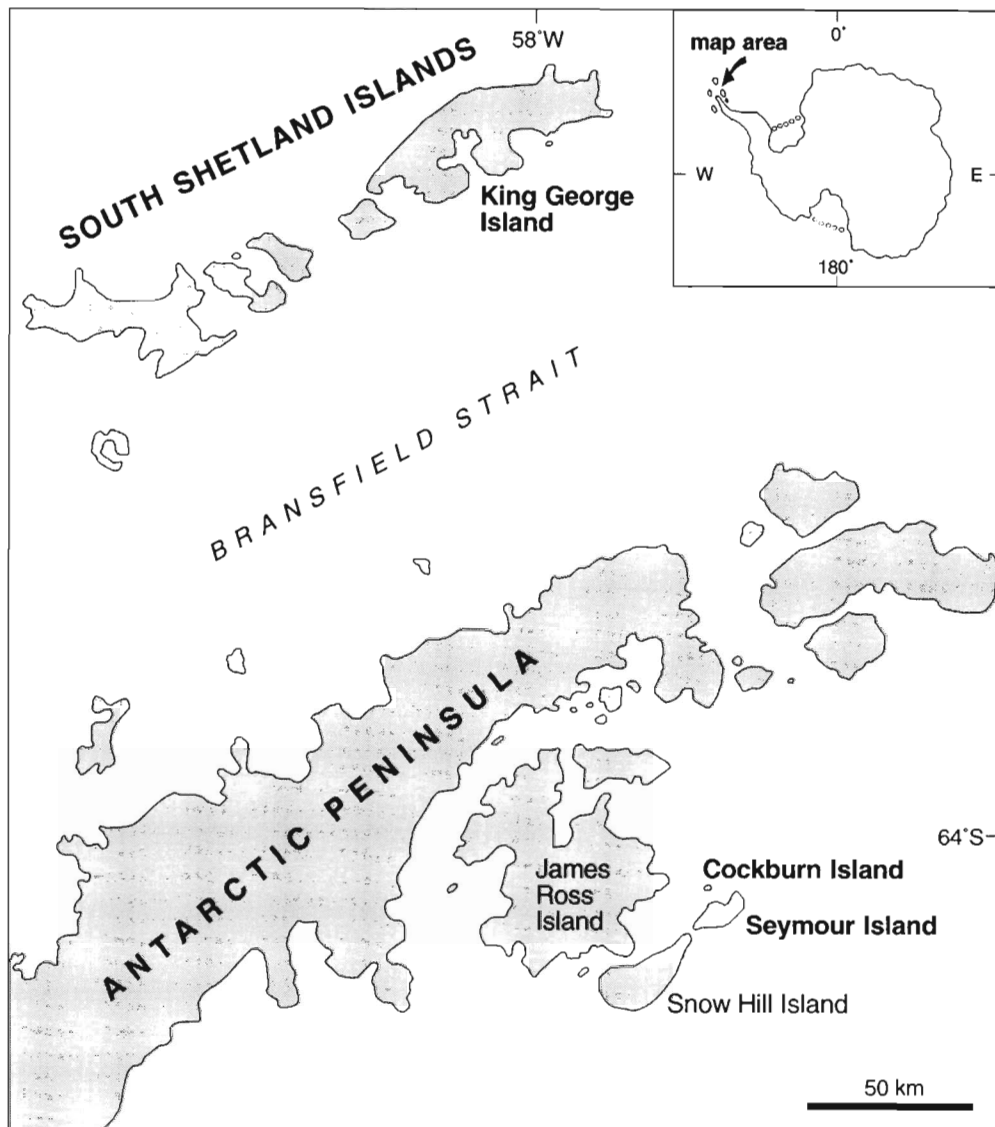 58°W
0°
map area
W
E
180°
SOUTH SHETLAND ISLANDS
King George
Island
BRANSFIELD STRAIT
ANTARCTIC PENINSULA
64°S
James
Ross
Island
Cockburn Island
Seymour Island
Snow Hill Island
50 km